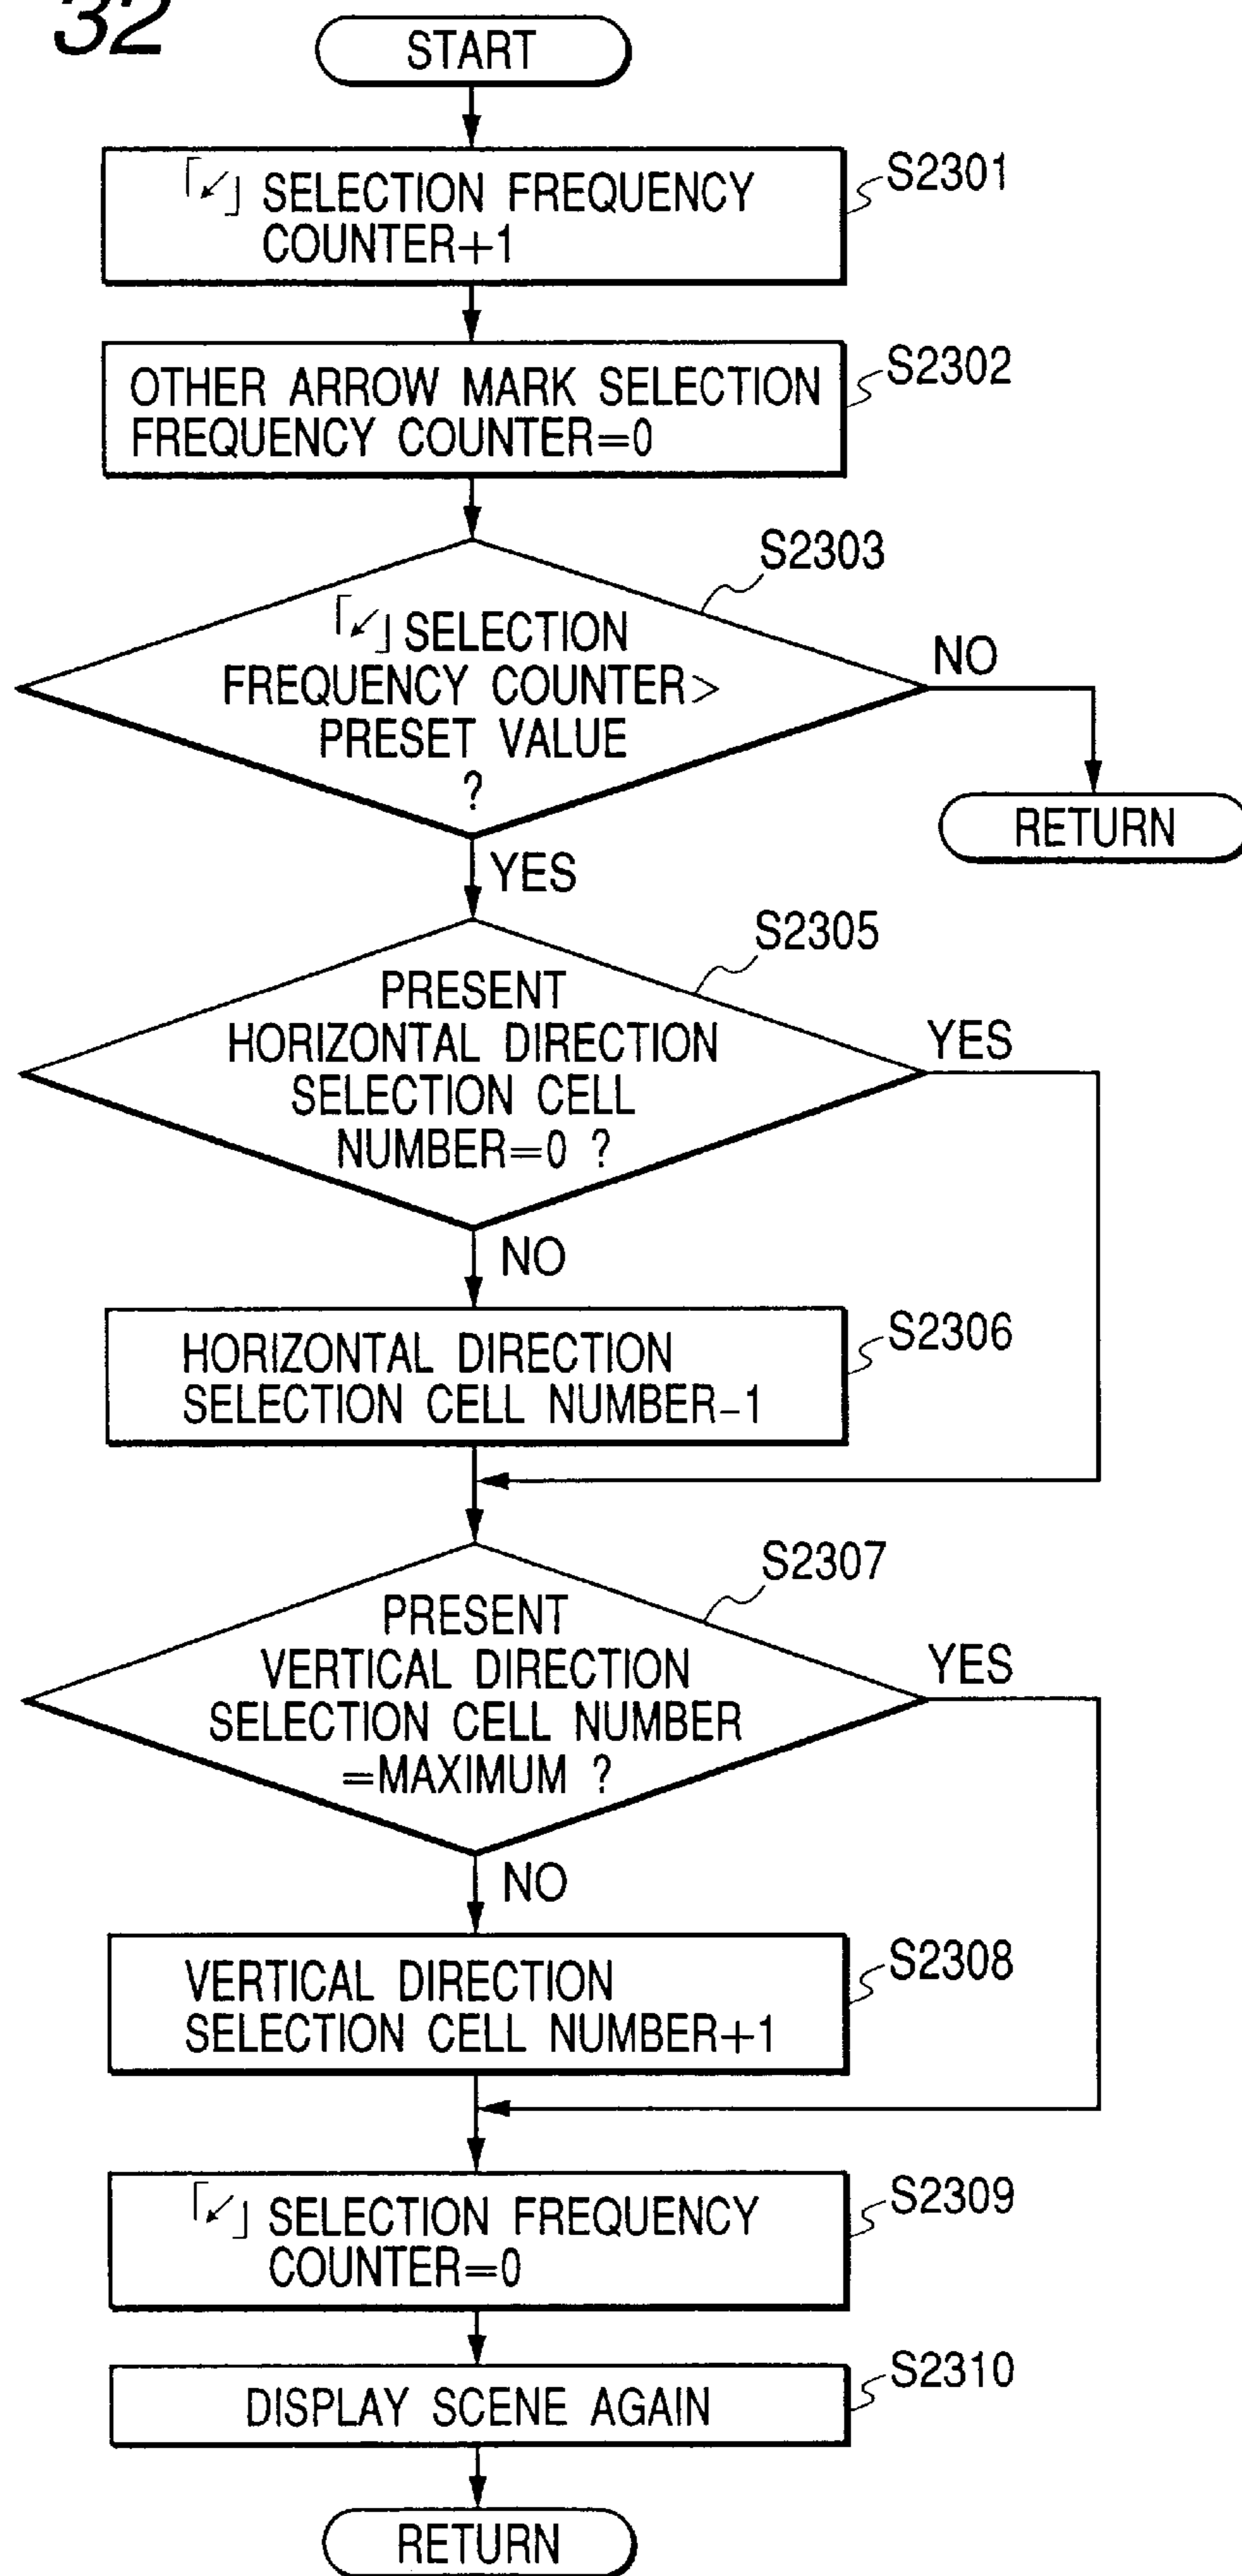 32
START
「↙」 SELECTION FREQUENCY
COUNTER+1
S2301
OTHER ARROW MARK SELECTION
FREQUENCY COUNTER=0
S2302
S2303
「↙」 SELECTION
FREQUENCY COUNTER>
PRESET VALUE
?
NO
RETURN
YES
S2305
PRESENT
HORIZONTAL DIRECTION
SELECTION CELL
NUMBER=0 ?
YES
NO
HORIZONTAL DIRECTION
SELECTION CELL NUMBER-1
S2306
S2307
PRESENT
VERTICAL DIRECTION
SELECTION CELL NUMBER
=MAXIMUM ?
YES
NO
VERTICAL DIRECTION
SELECTION CELL NUMBER+1
S2308
「↙」 SELECTION FREQUENCY
COUNTER=0
S2309
DISPLAY SCENE AGAIN
S2310
RETURN